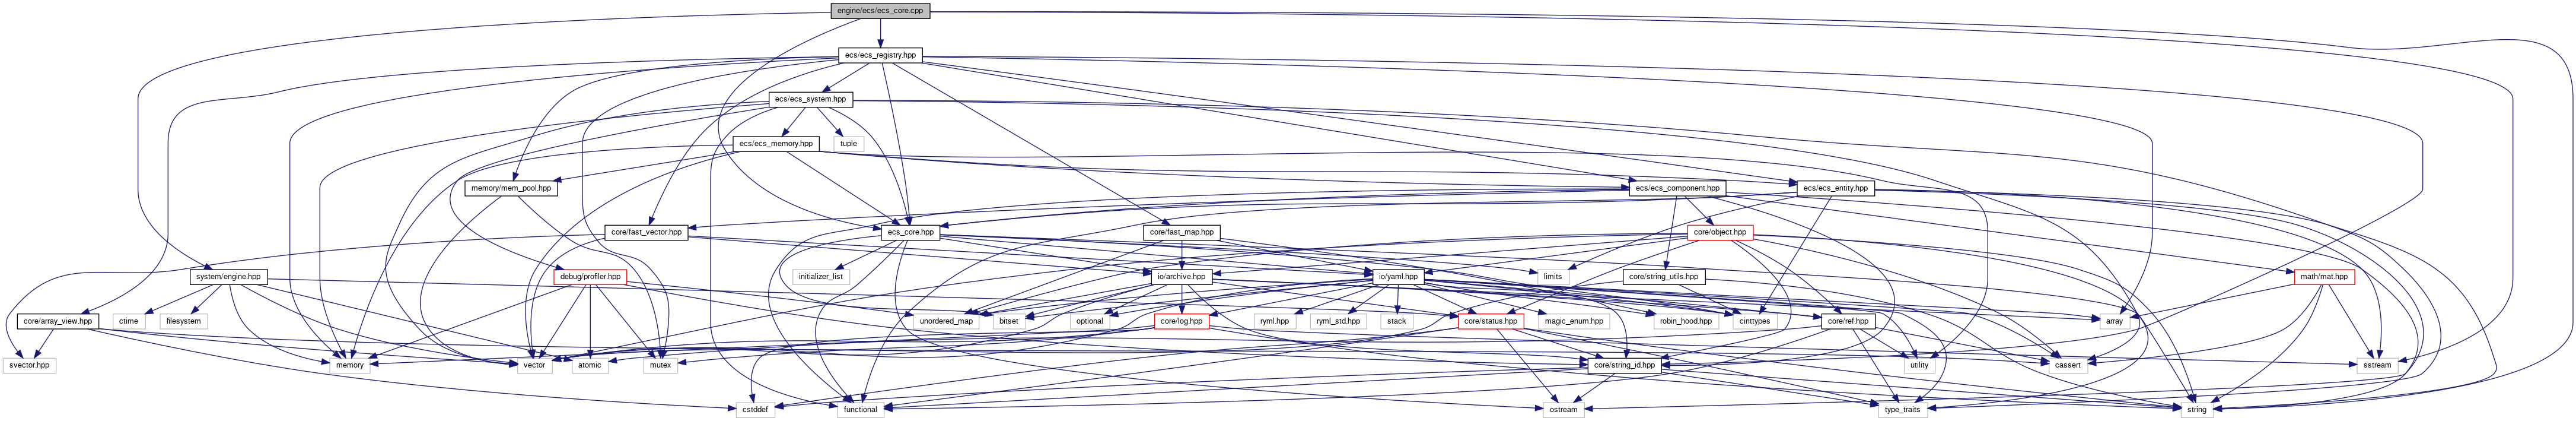 engine/ecs/ecs_core.cpp
ecs/ecs_registry.hpp
ecs/ecs_system.hpp
ecs/ecs_memory.hpp
tuple
memory/mem_pool.hpp
ecs/ecs_component.hpp
ecs/ecs_entity.hpp
core/fast_vector.hpp
ecs_core.hpp
core/fast_map.hpp
core/object.hpp
system/engine.hpp
debug/profiler.hpp
initializer_list
io/archive.hpp
io/yaml.hpp
limits
core/string_utils.hpp
math/mat.hpp
core/array_view.hpp
ctime
filesystem
unordered_map
bitset
optional
core/log.hpp
ryml.hpp
ryml_std.hpp
stack
core/status.hpp
magic_enum.hpp
robin_hood.hpp
cinttypes
core/ref.hpp
array
svector.hpp
memory
vector
atomic
mutex
core/string_id.hpp
utility
cassert
sstream
cstddef
functional
ostream
type_traits
string